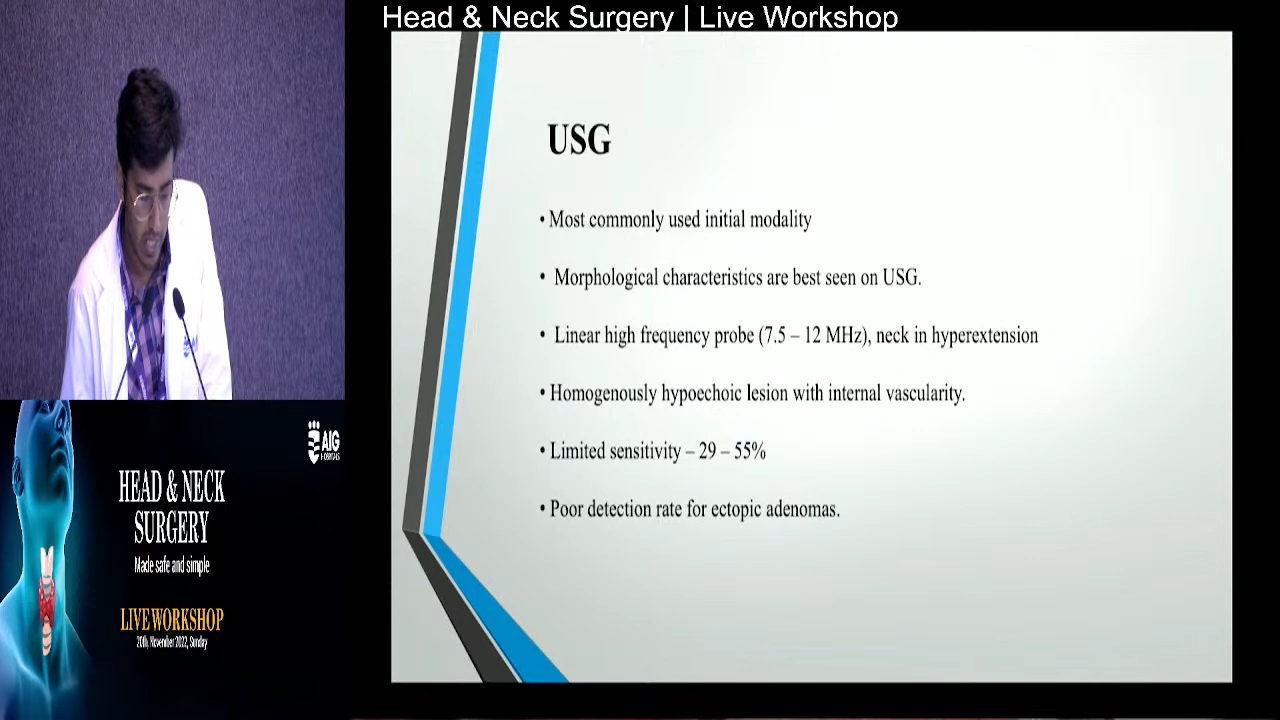 Head & Neck Surgery | Live Workshop
USG
• Most commonly used initial modality
• Morphological characteristics are best seen on USG.
• Linear high frequency probe (7.5 – 12 MHz), neck in hyperextension
• Homogenously hypoechoic lesion with internal vascularity.
• Limited sensitivity – 29 – 55%
• Poor detection rate for ectopic adenomas.
AIG
HOSPITALS
HEAD & NECK
SURGERY
Made safe and simple
LIVE WORKSHOP
20th, November 2022, Sunday